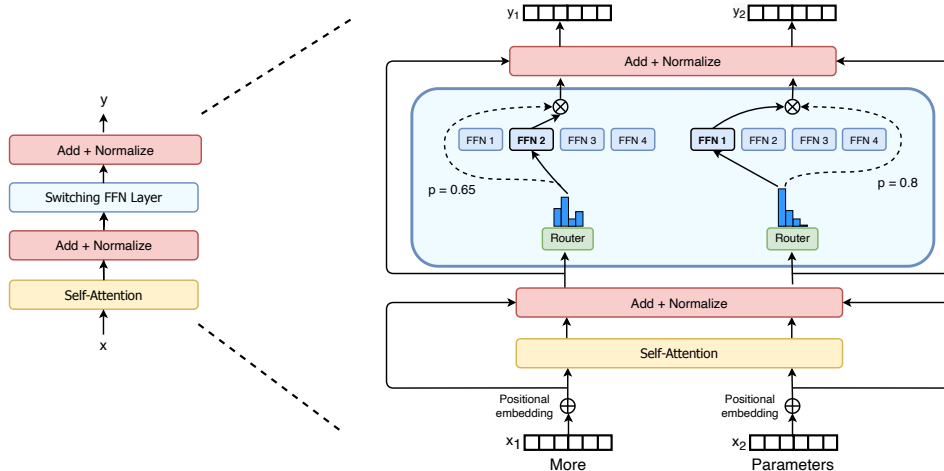 y
Add + Normalize
Switching FFN Layer
Add + Normalize
Self-Attention
x
y1 y2
Add + Normalize
FFN 1 FFN 2 FFN 3 FFN 4 FFN 1 FFN 2 FFN 3 FFN 4
p = 0.65 p = 0.8
Router Router
Add + Normalize
Self-Attention
Positional Positional
embedding embedding
x1 x2
More Parameters